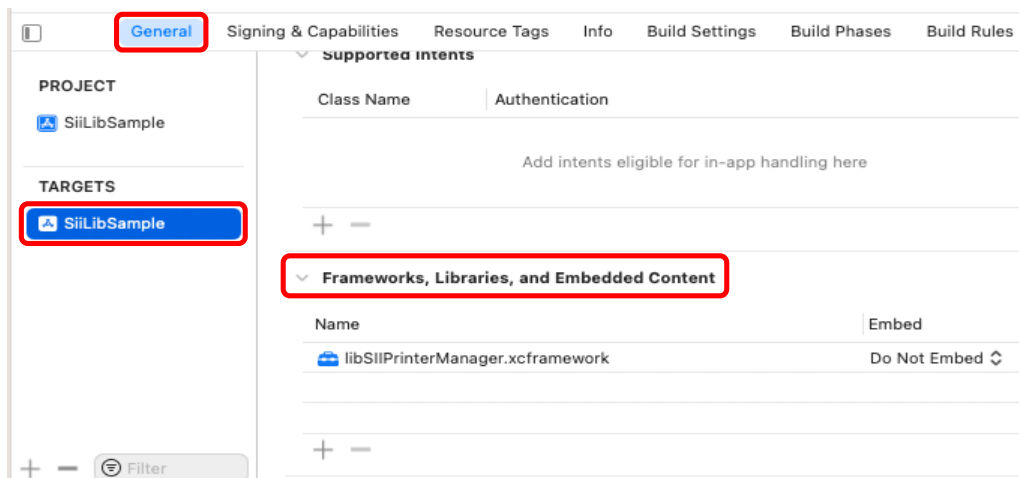 General Signing & Capabilities Resource Tags Info Build Settings Build Phases Build Rules
PROJECT
SiiLibSample
TARGETS
SiiLibSample
Filter
Supported Intents
Class Name Authentication
Add intents eligible for in-app handling here
Frameworks, Libraries, and Embedded Content
Name Embed
libSIIPrinterManager.xcframework Do Not Embed